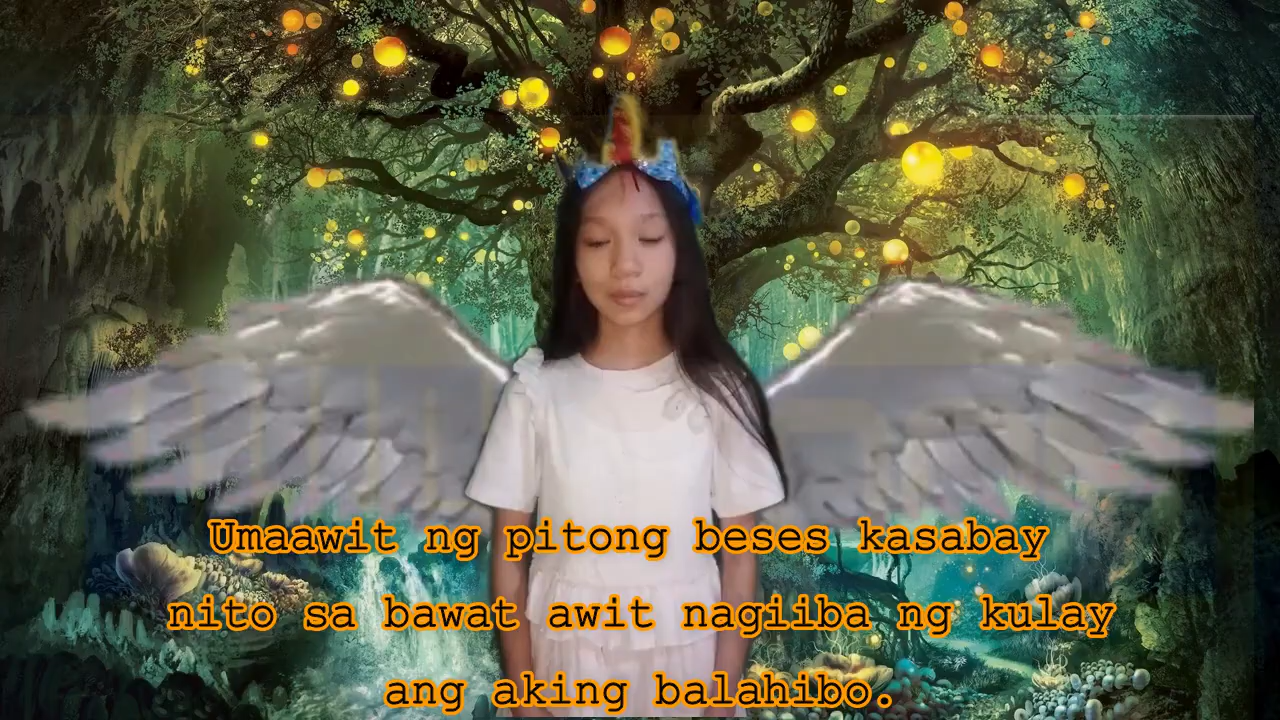 Umaawit ng pitong beses kasabay
nito sa bawat awit nagiiba ng kulay
ang aking balahibo.